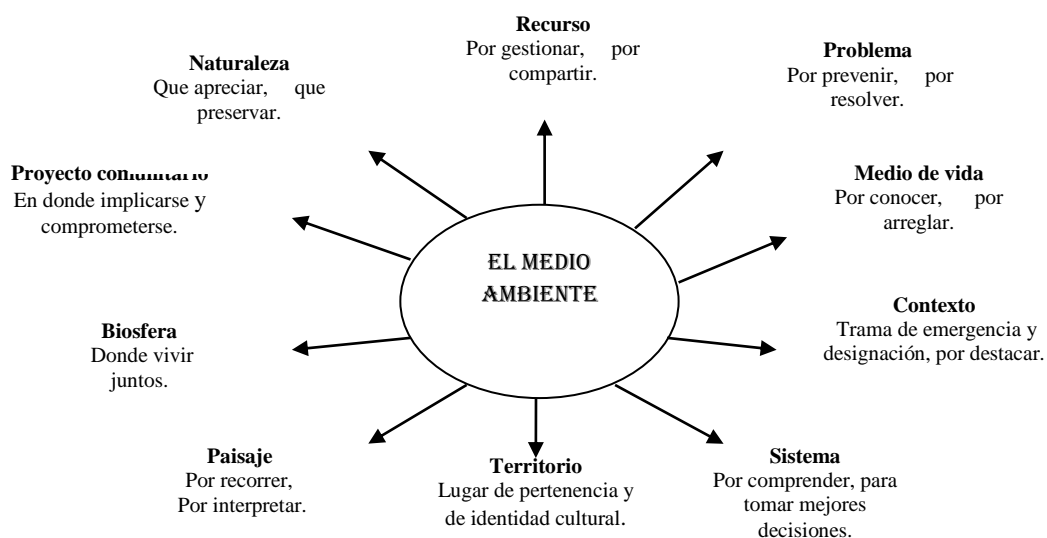 Recurso
Por gestionar, por
compartir.
Naturaleza
Que apreciar, que
preservar.
Problema
Por prevenir, por
resolver.
Proyecto comunitario
En donde implicarse y
comprometerse.
Medio de vida
Por conocer, por
arreglar.
EL MEDIO
AMBIENTE
Biosfera
Donde vivir
juntos.
Contexto
Trama de emergencia y
designación, por destacar.
Paisaje
Por recorrer,
Por interpretar.
Territorio
Lugar de pertenencia y
de identidad cultural.
Sistema
Por comprender, para
tomar mejores
decisiones.